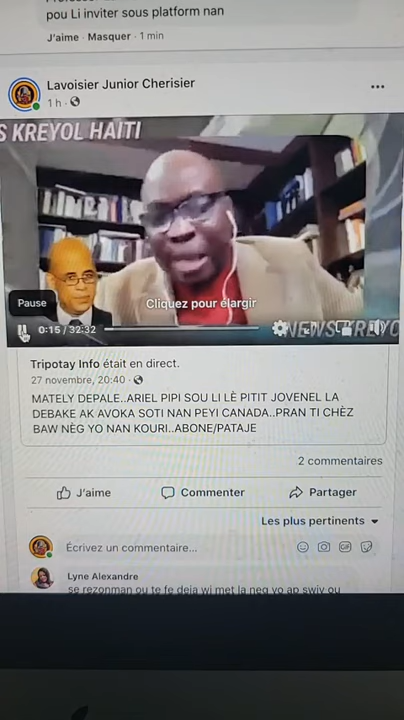 pou Li inviter sous platform nan
J'aime · Masquer · 1 min
Lavoisier Junior Cherisier
1 h ·
S KREYOL HAITI
Pause
Cliquez pour élargir
0:15 / 32:32
NEWS KREYO
Tripotay Info était en direct.
27 novembre, 20:40 ·
MATELY DEPALE..ARIEL PIPI SOU LI LÈ PITIT JOVENEL LA
DEBAKE AK AVOKA SOTI NAN PEYI CANADA..PRAN TI CHÈZ
BAW NÈG YO NAN KOURI..ABONE/PATAJE
2 commentaires
J'aime
Commenter
Partager
Les plus pertinents
Écrivez un commentaire...
GIF
Lyne Alexandre
se rezonman ou te fe deja wi met la neg yo ap swiv ou